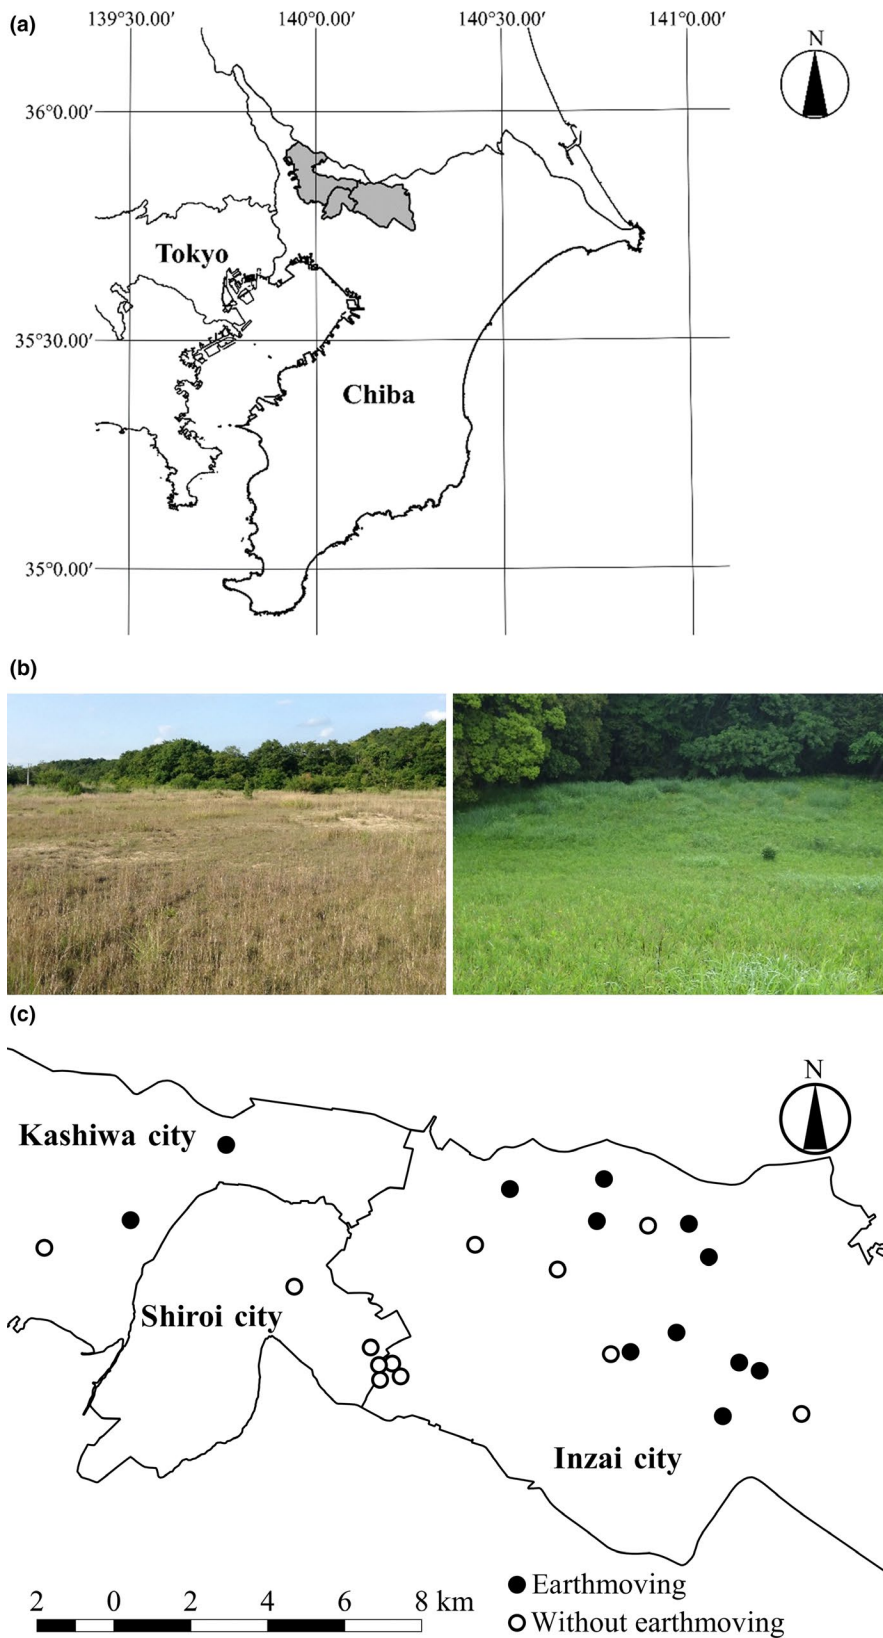 (a)
139°30.00′ 140°0.00′ 140°30.00′ 141°0.00′
N
36°0.00′
Tokyo
35°30.00′
Chiba
35°0.00′
(b)
(c)
N
Kashiwa city
Shiroi city
Inzai city
2 0 2 4 6 8 km
Earthmoving
Without earthmoving